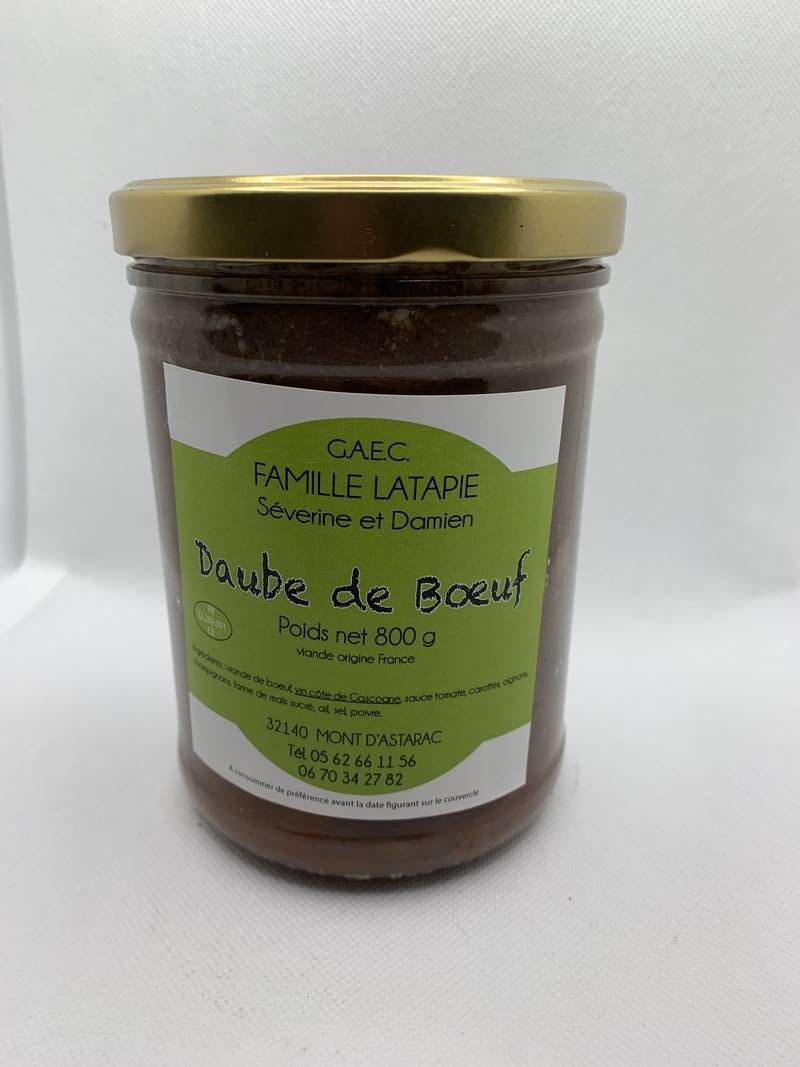 G.A.E.C.
FAMILLE LATAPIE
Séverine et Damien
Daube de Bœuf
FR
CE
Poids net 800 g
viande origine France
Ingrédients : viande de boeuf, vin côte de Gascogne, sauce tomate, carottes, oignons,
champignons, farine de maïs sucré, ail, sel, poivre.
32140 MONT D'ASTARAC
Tél. 05 62 66 11 56
06 70 34 27 82
A consommer de préférence avant la date figurant sur le couvercle